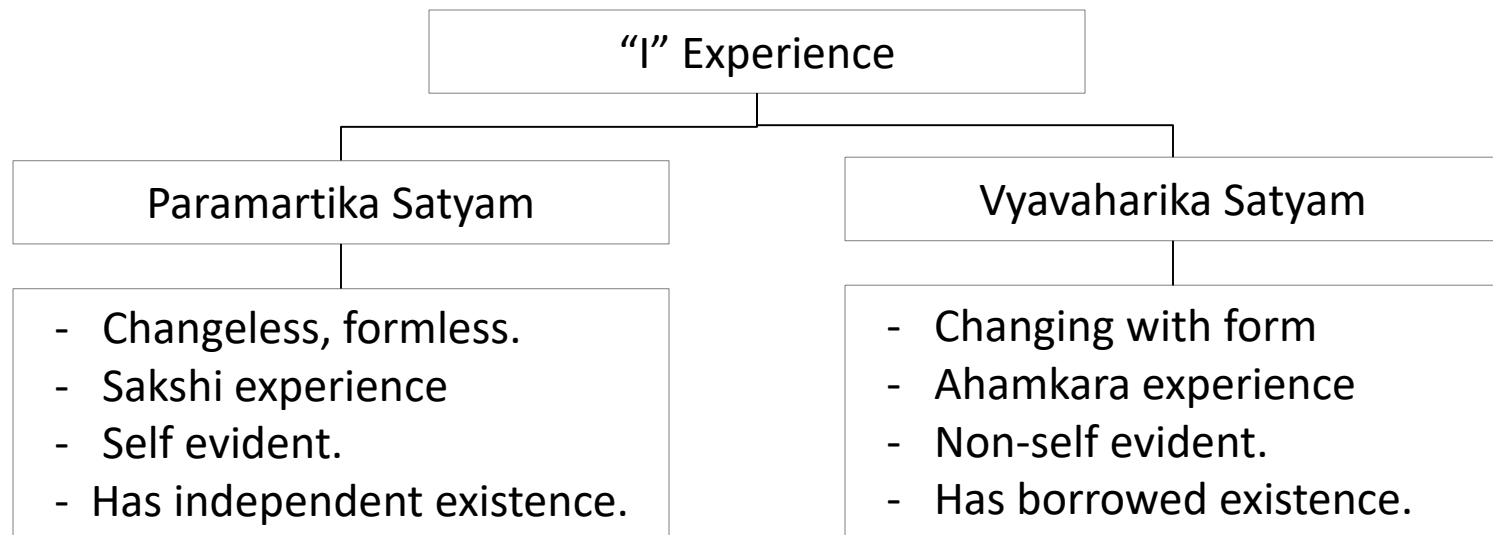 “I” Experience
Paramartika Satyam
Vyavaharika Satyam
- Changeless, formless.
- Sakshi experience
- Self evident.
- Has independent existence.
- Changing with form
- Ahamkara experience
- Non-self evident.
- Has borrowed existence.